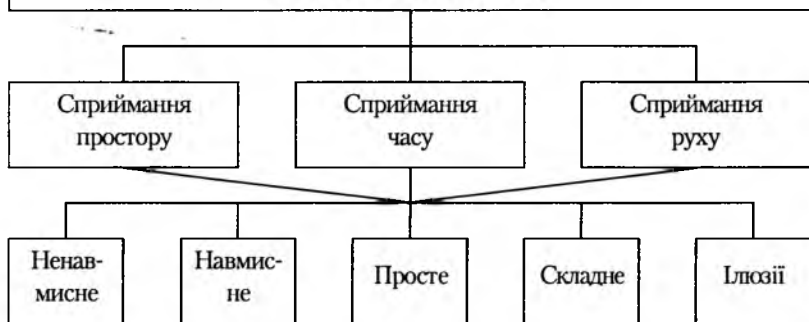 Сприймання
простору
Сприймання
часу
Сприймання
руху
Ненав-
мисне
Навмис-
не
Просте
Складне
Ілюзії